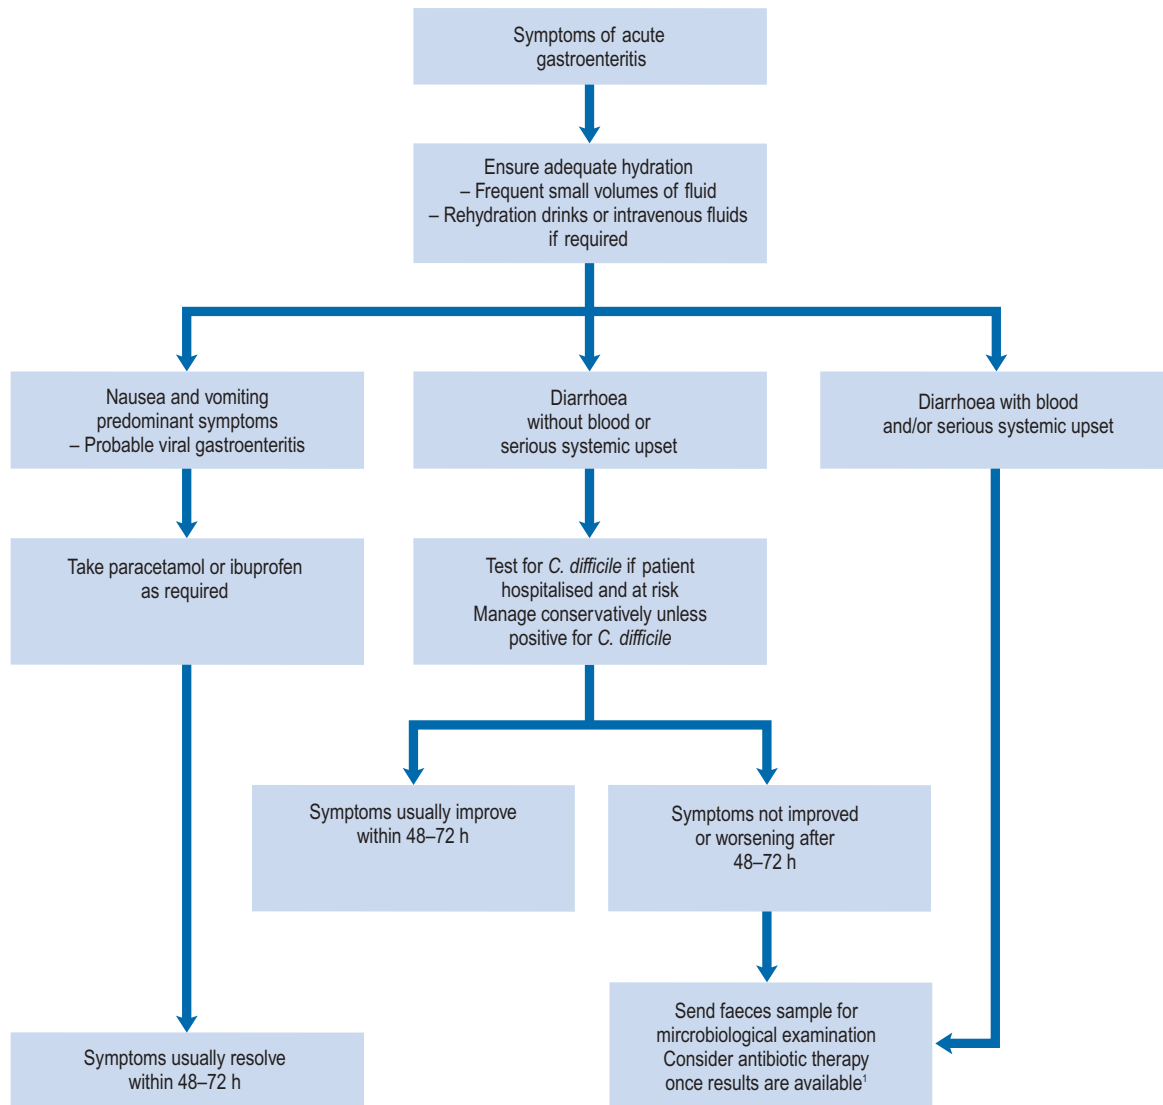 Symptoms of acute
gastroenteritis
Ensure adequate hydration
– Frequent small volumes of fluid
– Rehydration drinks or intravenous fluids
if required
Nausea and vomiting
predominant symptoms
– Probable viral gastroenteritis
Diarrhoea
without blood or
serious systemic upset
Diarrhoea with blood
and/or serious systemic upset
Take paracetamol or ibuprofen
as required
Test for C. difficile if patient
hospitalised and at risk
Manage conservatively unless
positive for C. difficile
Symptoms usually improve
within 48–72 h
Symptoms not improved
or worsening after
48–72 h
Symptoms usually resolve
within 48–72 h
Send faeces sample for
mircrobiological examination
Consider antibiotic therapy
once results are available¹